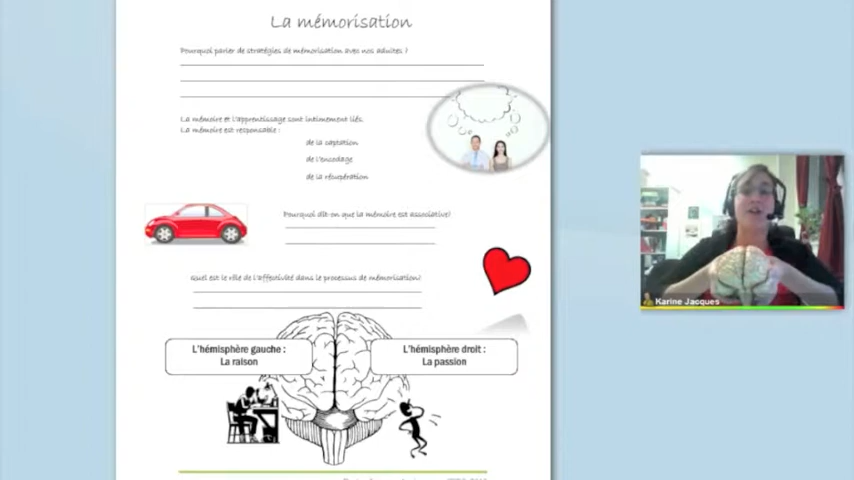 La mémorisation
Pourquoi parler de stratégies de mémorisation avec nos adultes ?
La mémoire et l'apprentissage sont intimement liés.
La mémoire est responsable :
de la captation
de l'encodage
de la récupération
Pourquoi dit-on que la mémoire est associative?
Quel est le rôle de l'affectivité dans le processus de mémorisation?
L'hémisphère gauche :
La raison
L'hémisphère droit :
La passion
Karine Jacques